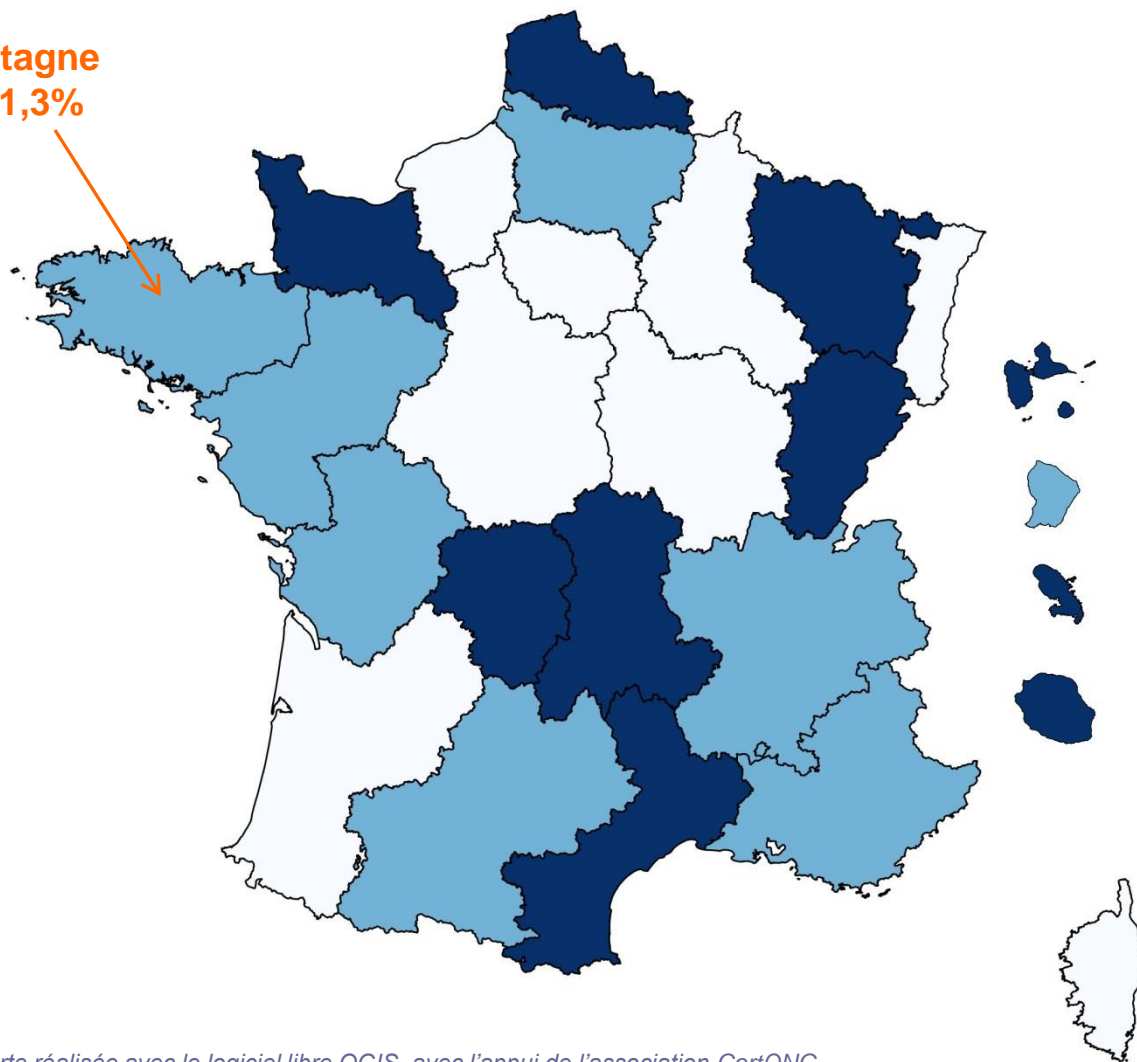 tagne
1,3%
rte réalisée avec le logiciel libre QGIS, avec l'appui de l'association CartONG